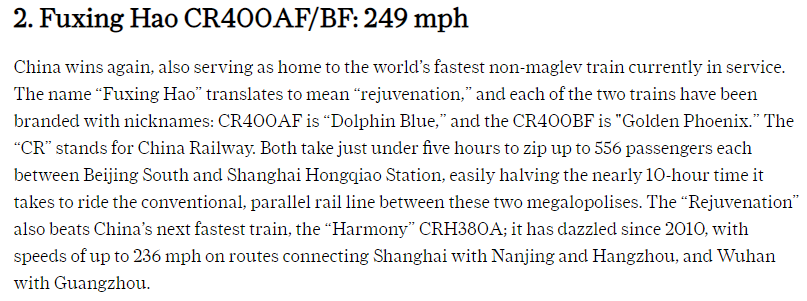 2. Fuxing Hao CR400AF/BF: 249 mph
China wins again, also serving as home to the world’s fastest non-maglev train currently in service.
The name “Fuxing Hao” translates to mean “rejuvenation,” and each of the two trains have been
branded with nicknames: CR400AF is “Dolphin Blue,” and the CR400BF is "Golden Phoenix.” The
“CR” stands for China Railway. Both take just under five hours to zip up to 556 passengers each
between Beijing South and Shanghai Hongqiao Station, easily halving the nearly 10-hour time it
takes to ride the conventional, parallel rail line between these two megalopolises. The “Rejuvenation”
also beats China’s next fastest train, the “Harmony” CRH380A; it has dazzled since 2010, with
speeds of up to 236 mph on routes connecting Shanghai with Nanjing and Hangzhou, and Wuhan
with Guangzhou.